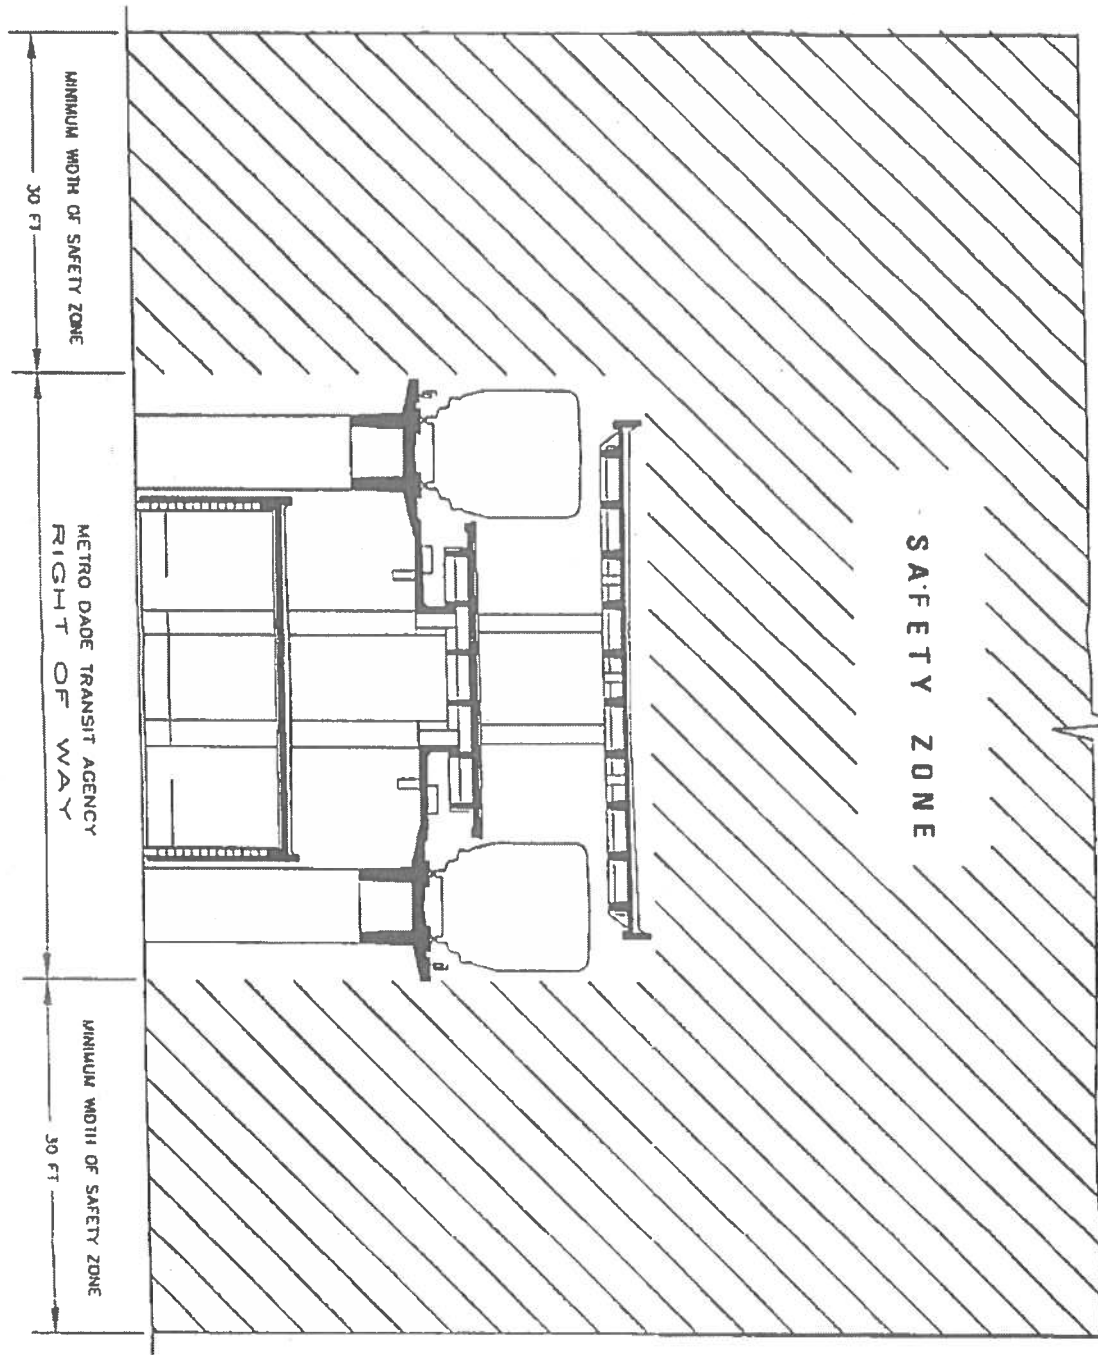 SAFETY ZONE
MINIMUM WIDTH OF SAFETY ZONE
30 FT
METRO DADE TRANSIT AGENCY
RIGHT OF WAY
MINIMUM WIDTH OF SAFETY ZONE
30 FT